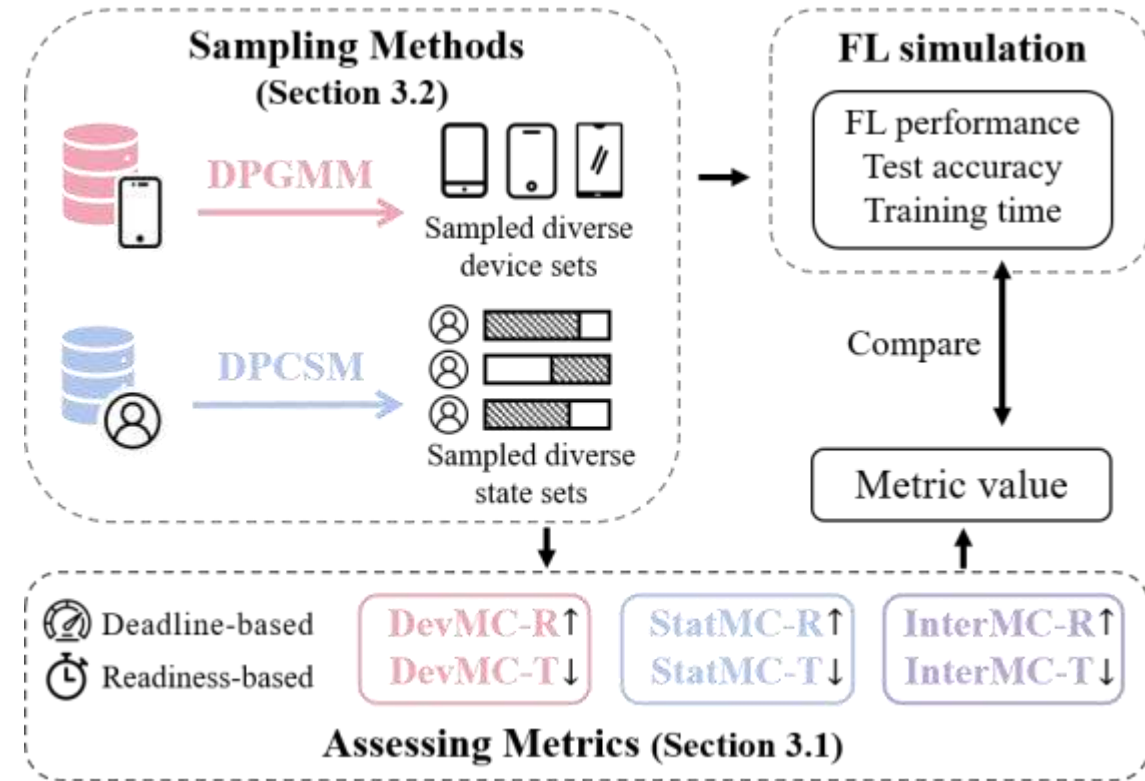 Sampling Methods
(Section 3.2)
DPGMM
Sampled diverse
device sets
DPCSM
Sampled diverse
state sets
FL simulation
FL performance
Test accuracy
Training time
Compare
Metric value
Deadline-based
Readiness-based
DevMC-R↑
DevMC-T↓
StatMC-R↑
StatMC-T↓
InterMC-R↑
InterMC-T↓
Assessing Metrics (Section 3.1)